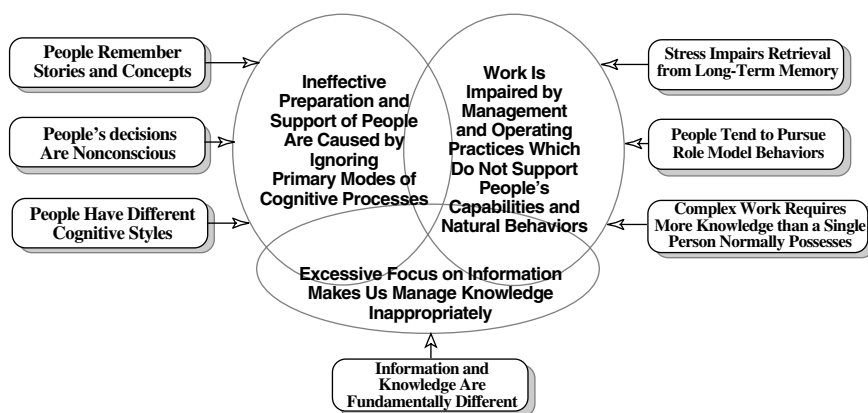 People Remember
Stories and Concepts
People's decisions
Are Nonconscious
People Have Different
Cognitive Styles
Ineffective
Preparation and
Support of People
Are Caused by
Ignoring
Primary Modes of
Cognitive Processes
Work Is
Impaired by
Management
and Operating
Practices Which
Do Not Support
People's
Capabilities and
Natural Behaviors
Stress Impairs Retrieval
from Long-Term Memory
People Tend to Pursue
Role Model Behaviors
Complex Work Requires
More Knowledge than a Single
Person Normally Possesses
Excessive Focus on Information
Makes Us Manage Knowledge
Inappropriately
Information and
Knowledge Are
Fundamentally Different